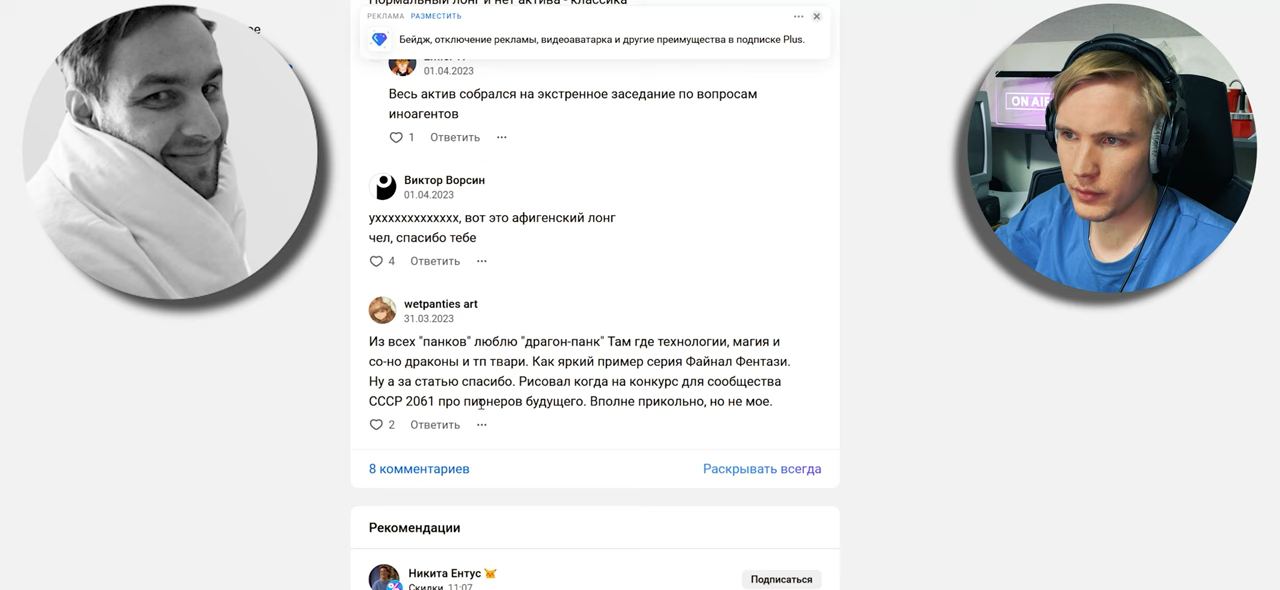 РЕКЛАМА РАЗМЕСТИТЬ
Бейдж, отключение рекламы, видеоаватарка и другие преимущества в подписке Plus.
01.04.2023
Весь актив собрался на экстренное заседание по вопросам
иноагентов
1 Ответить
Виктор Ворсин
01.04.2023
уххххххххххххх, вот это афигенский лонг
чел, спасибо тебе
4 Ответить
wetpanties art
31.03.2023
Из всех "панков" люблю "драгон-панк" Там где технологии, магия и
со-но драконы и тп твари. Как яркий пример серия Файнал Фентази.
Ну а за статью спасибо. Рисовал когда на конкурс для сообщества
СССР 2061 про пионеров будущего. Вполне прикольно, но не мое.
2 Ответить
8 комментариев Раскрывать всегда
Рекомендации
Никита Ентус
Скидки 11:07
Подписаться
ON AIR